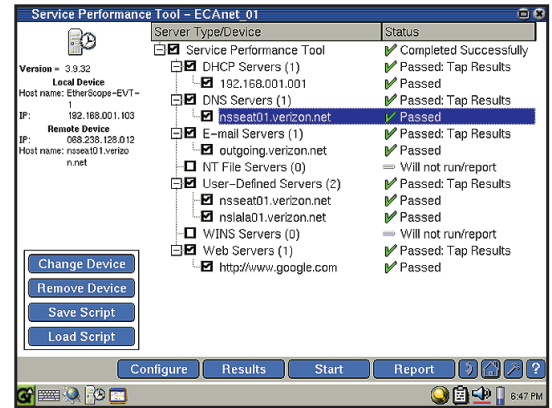 Service Performance Tool – ECAnet_01
Server Type/Device
Status
Service Performance Tool
Completed Successfully
DHCP Servers (1)
Passed: Tap Results
192.168.001.001
Passed
DNS Servers (1)
Passed: Tap Results
nsseat01.verizon.net
Passed
E-mail Servers (1)
Passed: Tap Results
outgoing.verizon.net
Passed
NT File Servers (0)
Will not run/report
User-Defined Servers (2)
Passed: Tap Results
nsseat01.verizon.net
Passed
nslala01.verizon.net
Passed
WINS Servers (0)
Will not run/report
Web Servers (1)
Passed: Tap Results
http://www.google.com
Passed
Version = 3.9.32
Local Device
Host name: EtherScope-EVT-
1
IP: 192.168.001.103
Remote Device
IP: 068.238.128.012
Host name: nsseat01.verizo
n.net
Change Device
Remove Device
Save Script
Load Script
Configure
Results
Start
Report
?
6:47 PM